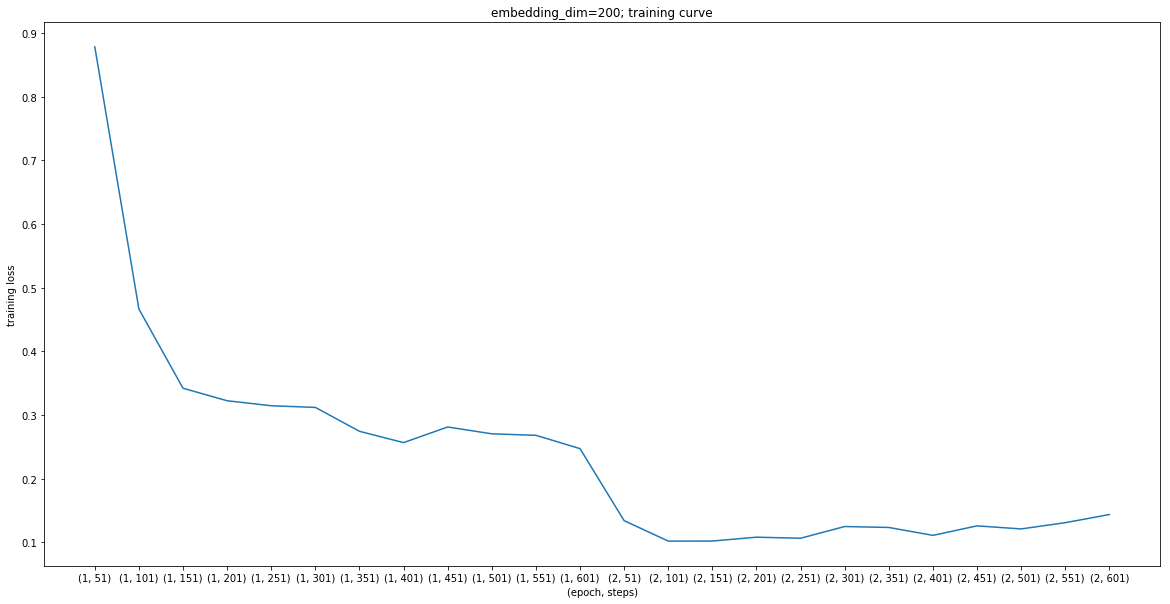 embedding_dim=200; training curve
0.9
0.8
0.7
0.6
0.5
0.4
0.3
0.2
0.1
training loss
(1, 51) (1, 101) (1, 151) (1, 201) (1, 251) (1, 301) (1, 351) (1, 401) (1, 451) (1, 501) (1, 551) (1, 601) (2, 51) (2, 101) (2, 151) (2, 201) (2, 251) (2, 301) (2, 351) (2, 401) (2, 451) (2, 501) (2, 551) (2, 601)
(epoch, steps)